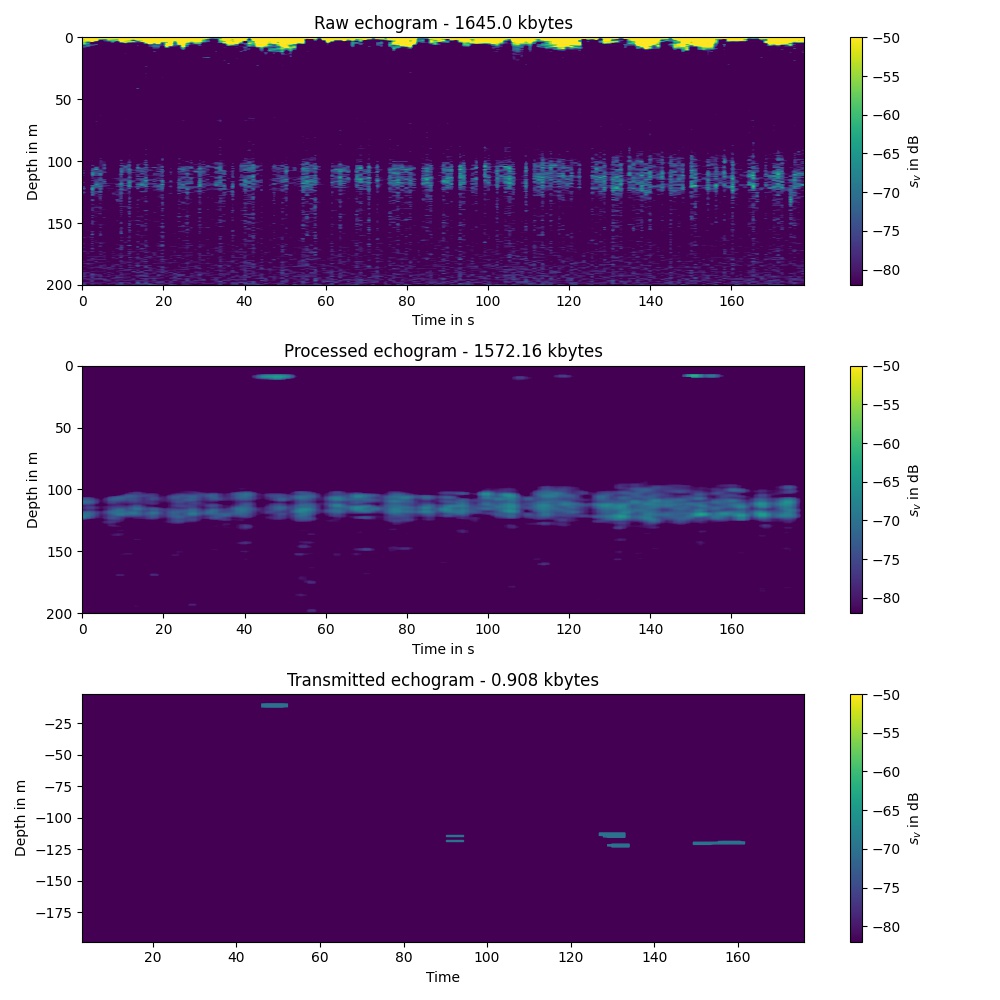 Raw echogram - 1645.0 kbytes
0
50
100
150
200
Depth in m
0 20 40 60 80 100 120 140 160
Time in s
−50
−55
−60
−65
−70
−75
−80
sv in dB
Processed echogram - 1572.16 kbytes
0
50
100
150
200
Depth in m
0 20 40 60 80 100 120 140 160
Time in s
−50
−55
−60
−65
−70
−75
−80
sv in dB
Transmitted echogram - 0.908 kbytes
−25
−50
−75
−100
−125
−150
−175
Depth in m
20 40 60 80 100 120 140 160
Time
−50
−55
−60
−65
−70
−75
−80
sv in dB